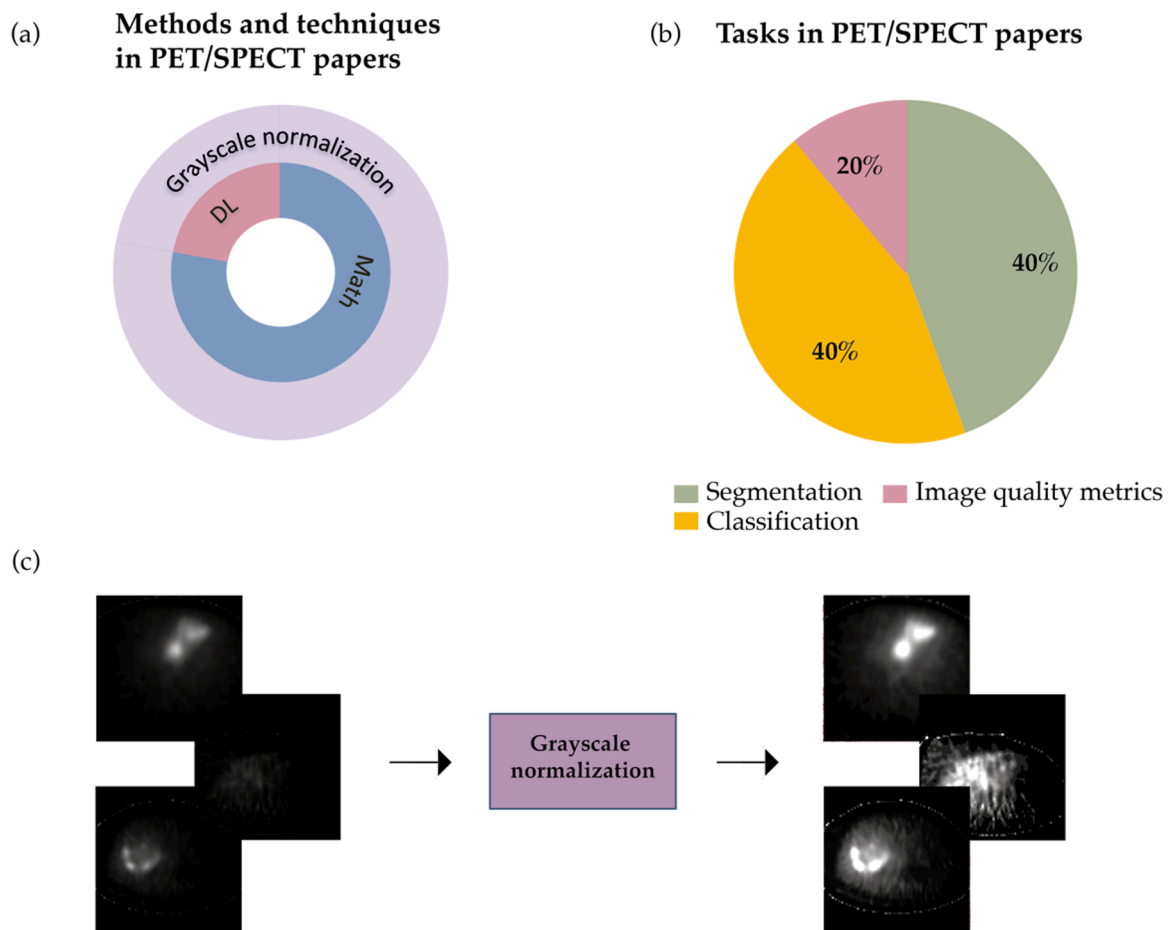 (a)
Methods and techniques
in PET/SPECT papers
Grayscale normalization
DL
Math
(b)
Tasks in PET/SPECT papers
20%
40%
40%
Segmentation
Image quality metrics
Classification
(c)
Grayscale
normalization